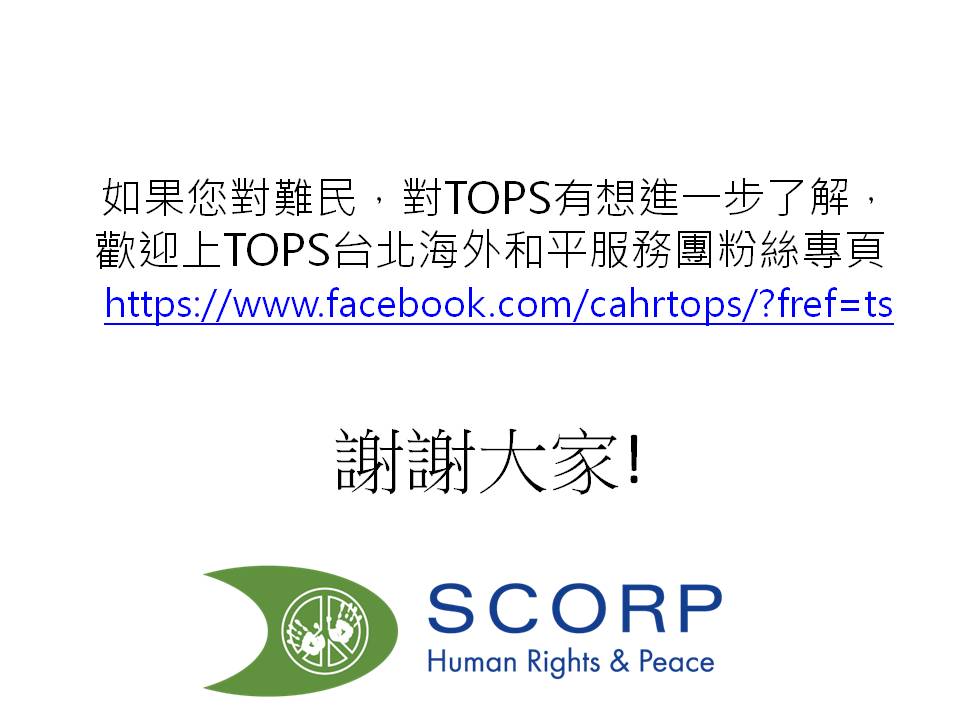 如果您對難民，對TOPS有想進一步了解，
歡迎上TOPS台北海外和平服務團粉絲專頁
https://www.facebook.com/cahrtops/?fref=ts
謝謝大家!
SCORP
Human Rights & Peace